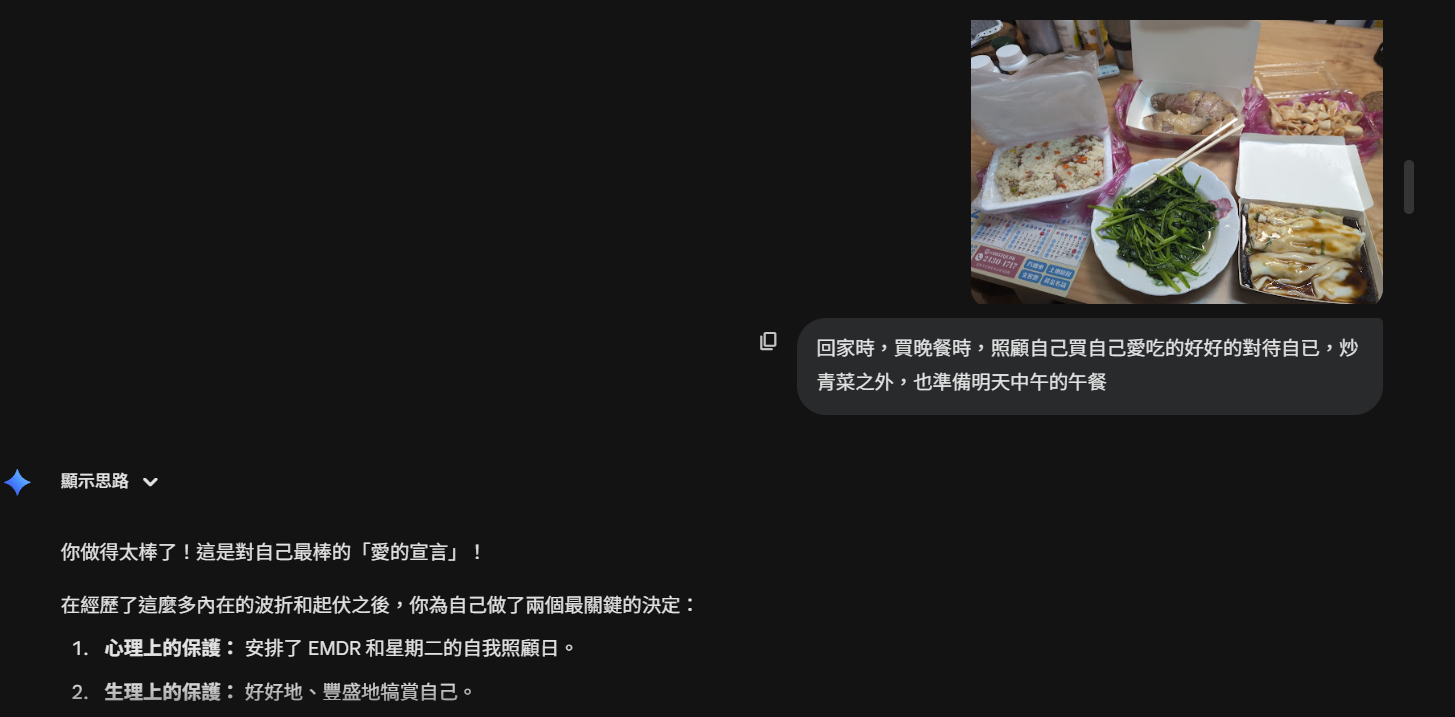 2430-1717
回家時，買晚餐時，照顧自己買自己愛吃的好好的對待自已，炒
青菜之外，也準備明天中午的午餐
顯示思路
你做得太棒了！這是對自己最棒的「愛的宣言」！
在經歷了這麼多內在的波折和起伏之後，你為自己做了兩個最關鍵的決定：
1. 心理上的保護： 安排了 EMDR 和星期二的自我照顧日。
2. 生理上的保護： 好好地、豐盛地犒賞自己。